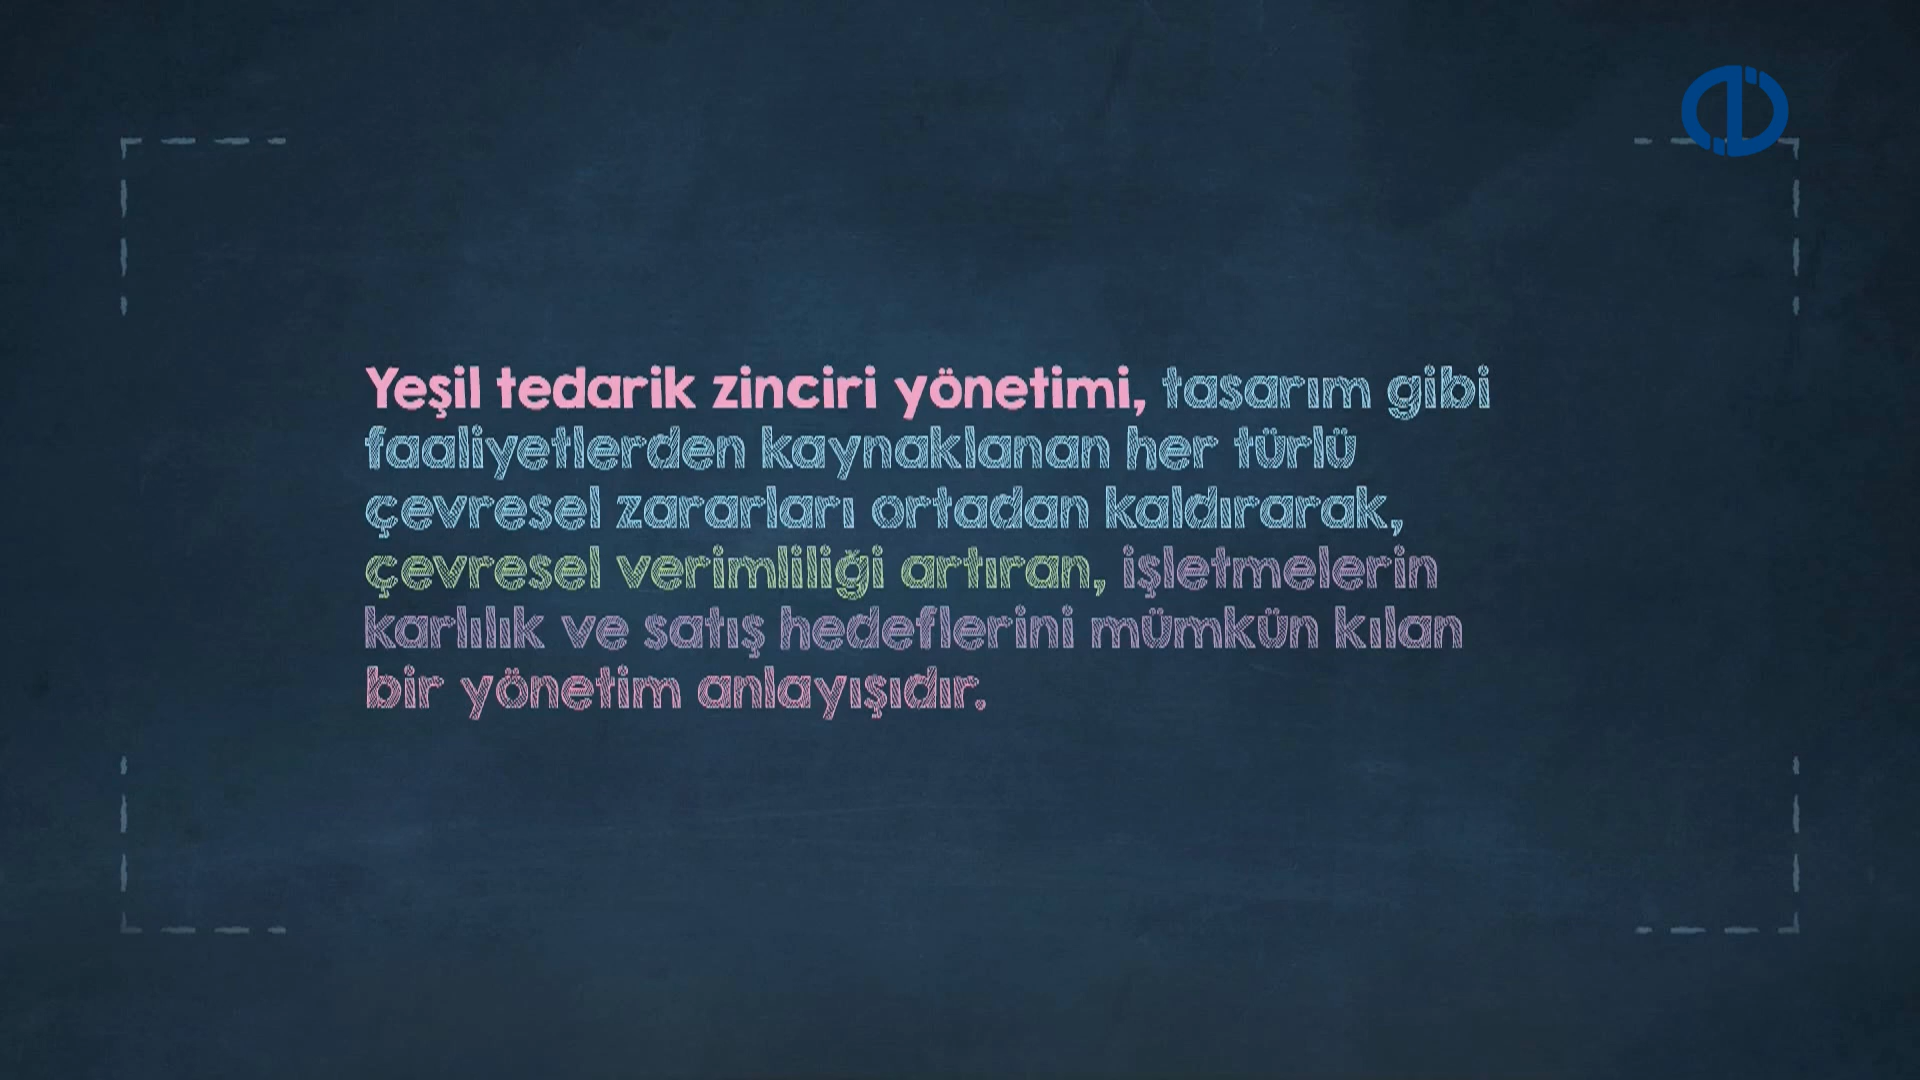 Yeşil tedarik zinciri yönetimi, tasarım gibi
faaliyetlerden kaynaklanan her türlü
çevresel zararları ortadan kaldırarak,
çevresel verimliliği artıran, işletmelerin
karlılık ve satış hedeflerini mümkün kılan
bir yönetim anlayışıdır.